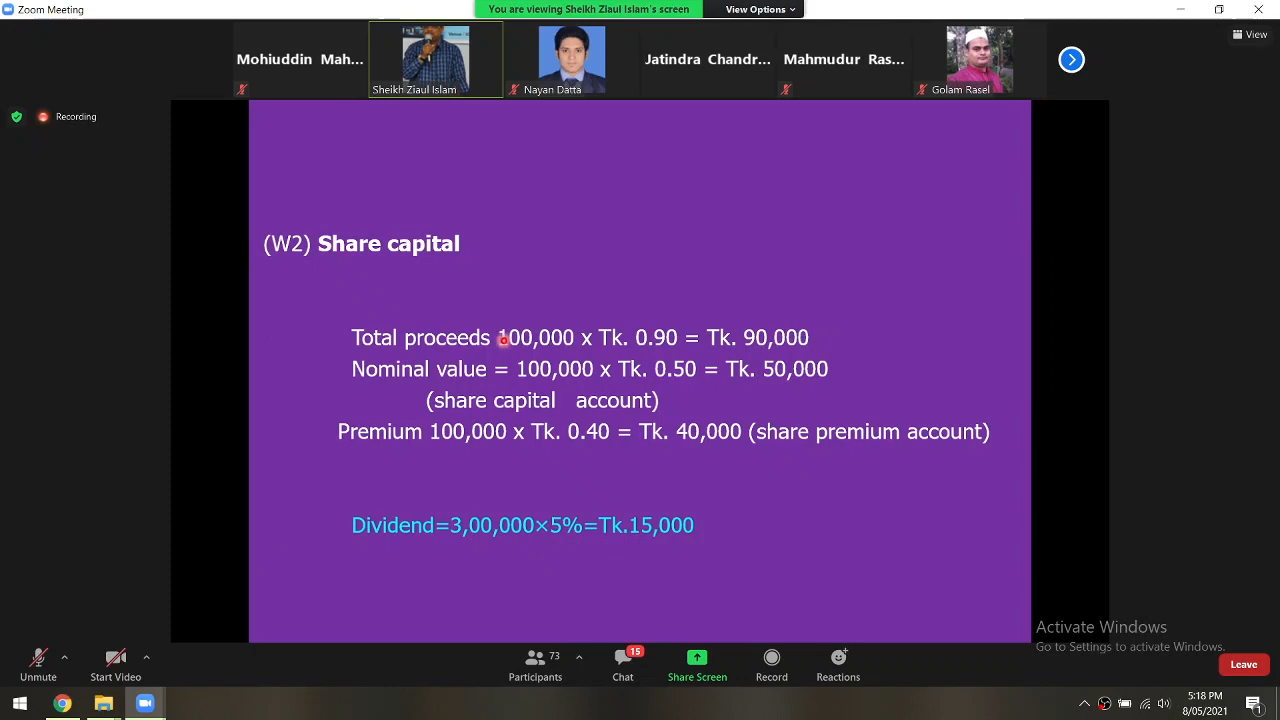 Zoom Meeting
You are viewing Sheikh Ziaul Islam's screen
View Options
View
Mohiuddin Mah...
Sheikh Ziaul Islam
Nayan Datta
Jatindra Chandr...
Mahmudur Ras...
Golam Rasel
Recording
(W2) Share capital
Total proceeds 100,000 x Tk. 0.90 = Tk. 90,000
Nominal value = 100,000 x Tk. 0.50 = Tk. 50,000
(share capital account)
Premium 100,000 x Tk. 0.40 = Tk. 40,000 (share premium account)
Dividend=3,00,000×5%=Tk.15,000
Activate Windows
Go to Settings to activate Windows.
Unmute
Start Video
73
Participants
15
Chat
Share Screen
Record
Reactions
Leave
5:18 PM
8/05/2021